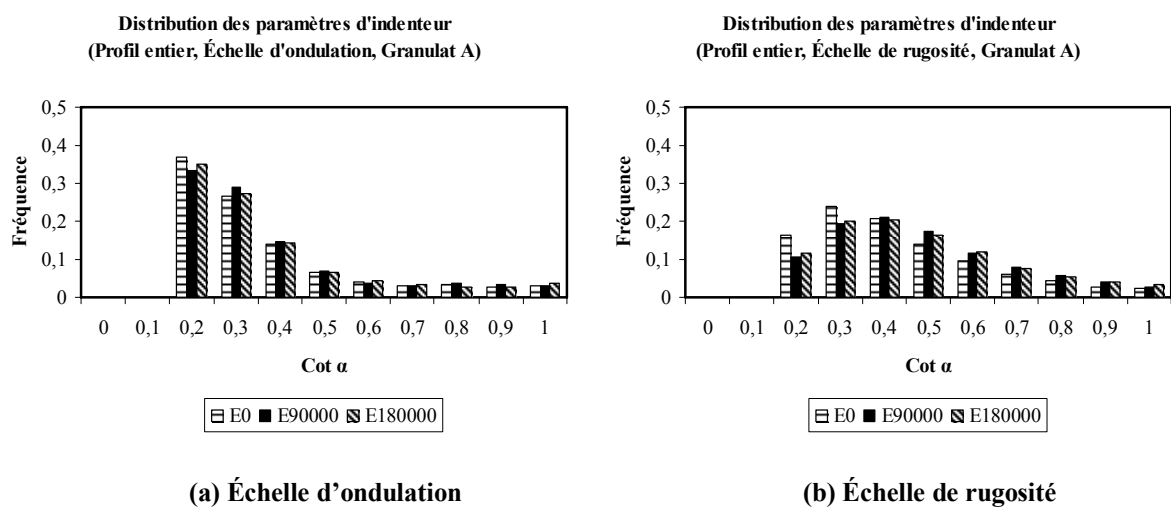 Distribution des paramètres d'indenteur
(Profil entier, Échelle d'ondulation, Granulat A)
0,5
0,4
0,3
0,2
0,1
0
Fréquence
0 0,1 0,2 0,3 0,4 0,5 0,6 0,7 0,8 0,9 1
Cot α
E0 E90000 E180000
(a) Échelle d’ondulation
Distribution des paramètres d'indenteur
(Profil entier, Échelle de rugosité, Granulat A)
0,5
0,4
0,3
0,2
0,1
0
Fréquence
0 0,1 0,2 0,3 0,4 0,5 0,6 0,7 0,8 0,9 1
Cot α
E0 E90000 E180000
(b) Échelle de rugosité